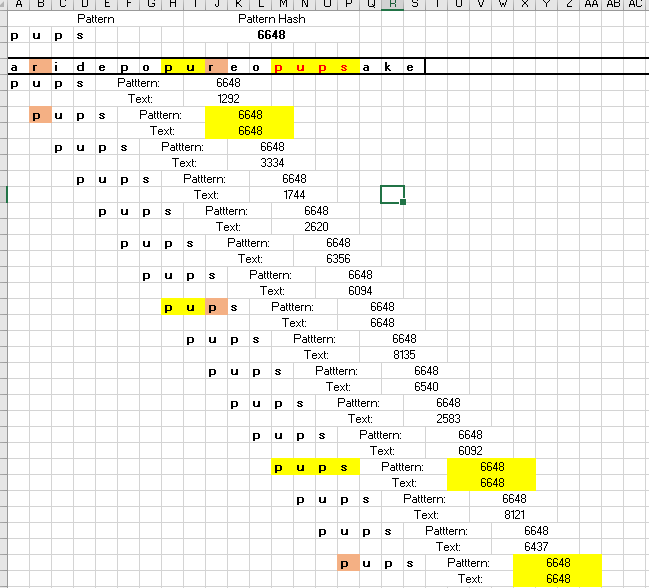 A B C D E F G H I J K L M N O P Q R S T U V W X Y Z AA AB AC
Pattern Pattern Hash
p u p s 6648
a r i d e p o p u r e o p u p s a k e
p u p s Patttern: 6648
Text: 1292
p u p s Patttern: 6648
Text: 6648
p u p s Patttern: 6648
Text: 3334
p u p s Patttern: 6648
Text: 1744
p u p s Patttern: 6648
Text: 2620
p u p s Patttern: 6648
Text: 6356
p u p s Patttern: 6648
Text: 6094
p u p s Patttern: 6648
Text: 6648
p u p s Patttern: 6648
Text: 8135
p u p s Patttern: 6648
Text: 6540
p u p s Patttern: 6648
Text: 2583
p u p s Patttern: 6648
Text: 6092
p u p s Patttern: 6648
Text: 6648
p u p s Patttern: 6648
Text: 8121
p u p s Patttern: 6648
Text: 6437
p u p s Patttern: 6648
Text: 6648